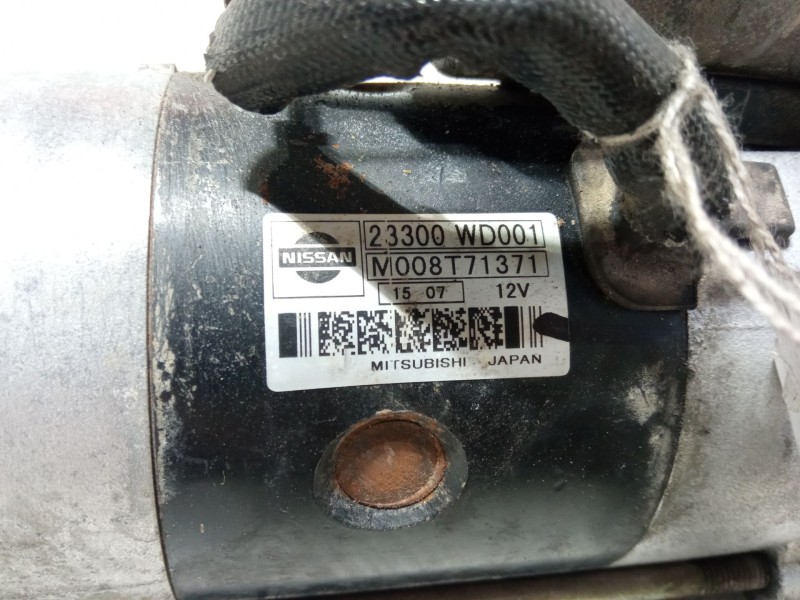 NISSAN
23300 WD001
M008T71371
15 07 12V
MITSUBISHI JAPAN